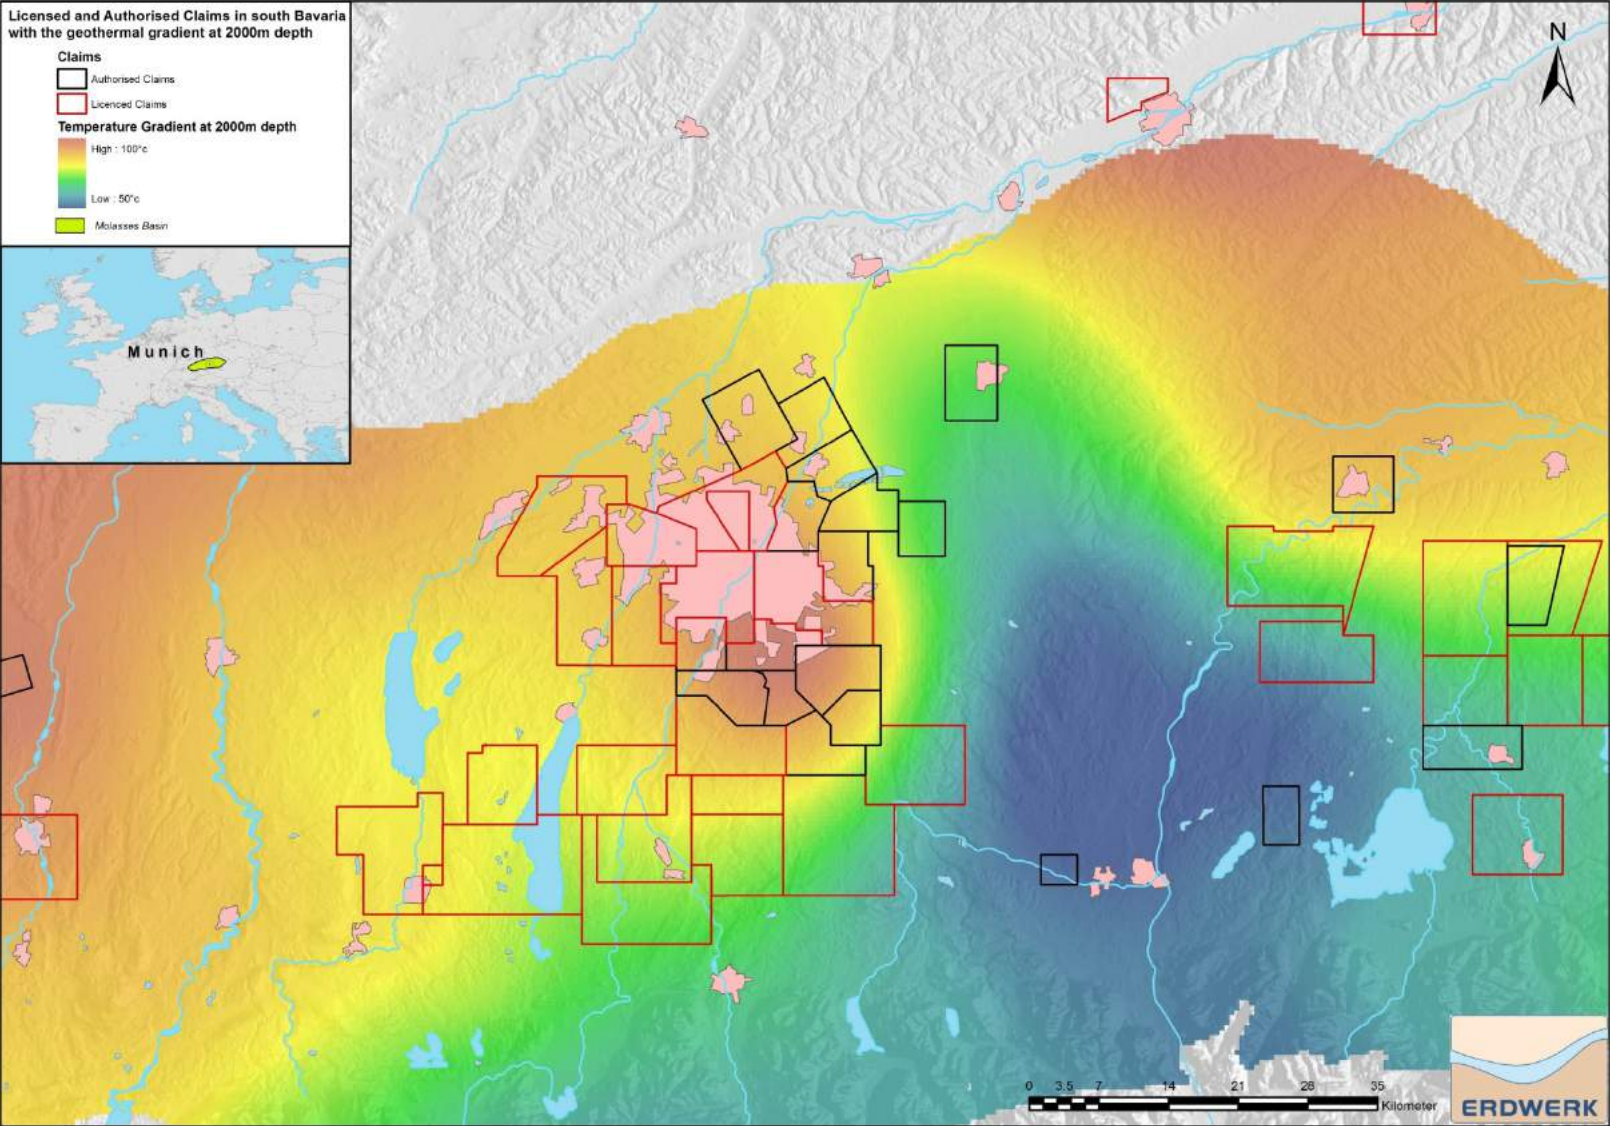 Licensed and Authorised Claims in south Bavaria
with the geothermal gradient at 2000m depth
Claims
Authorised Claims
Licenced Claims
Temperature Gradient at 2000m depth
High : 100°c
Low : 50°c
Molasses Basin
Munich
N
0 3.5 7 14 21 28 35
Kilometer
ERDWERK